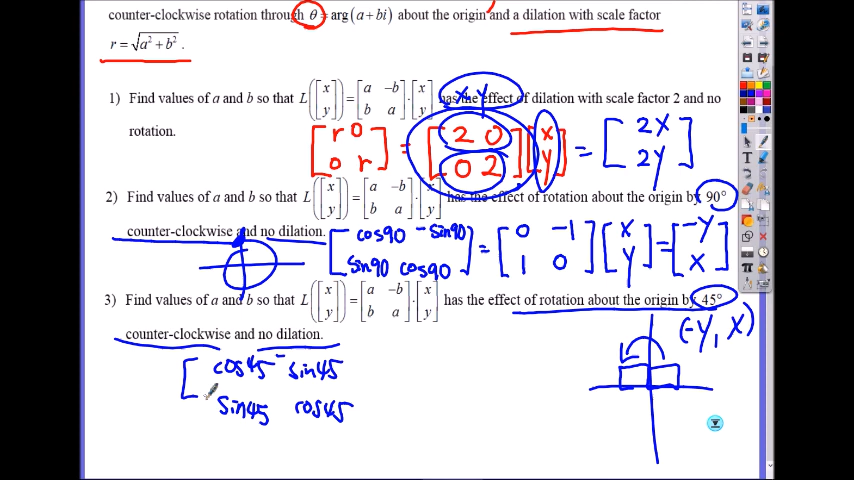 counter-clockwise rotation through θ = arg(a+bi) about the origin and a dilation with scale factor
r = √a² + b² .
1) Find values of a and b so that L([x y]) = [a −b b a]·[x y] has the effect of dilation with scale factor 2 and no
x y
rotation.
[r 0 0 r] = [2 0 0 2][x y] = [2x 2y]
2) Find values of a and b so that L([x y]) = [a −b b a]·[x y] has the effect of rotation about the origin by 90°
counter-clockwise and no dilation.
[cos90 -sin90 sin90 cos90] = [0 -1 1 0][x y] = [-y x]
3) Find values of a and b so that L([x y]) = [a −b b a]·[x y] has the effect of rotation about the origin by 45°
counter-clockwise and no dilation.
(-y, x)
[cos45 -sin45
sin45 cos45